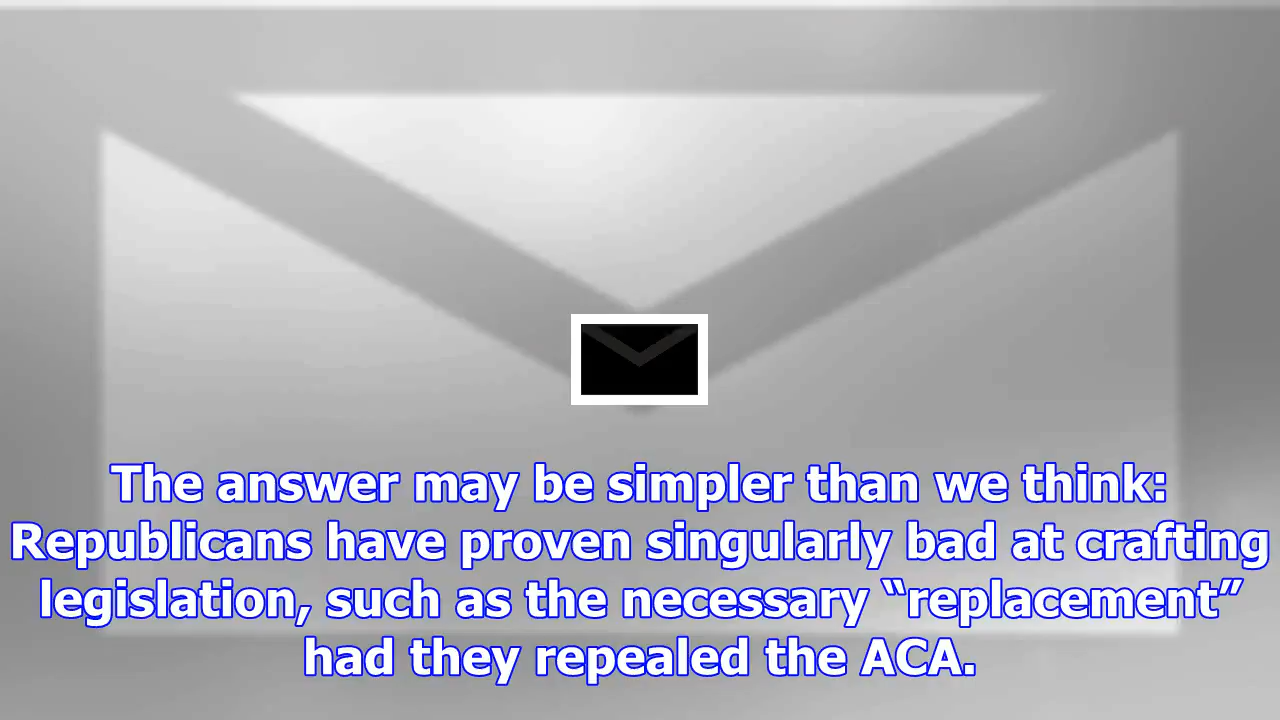 The answer may be simpler than we think:
Republicans have proven singularly bad at crafting
legislation, such as the necessary “replacement”
had they repealed the ACA.